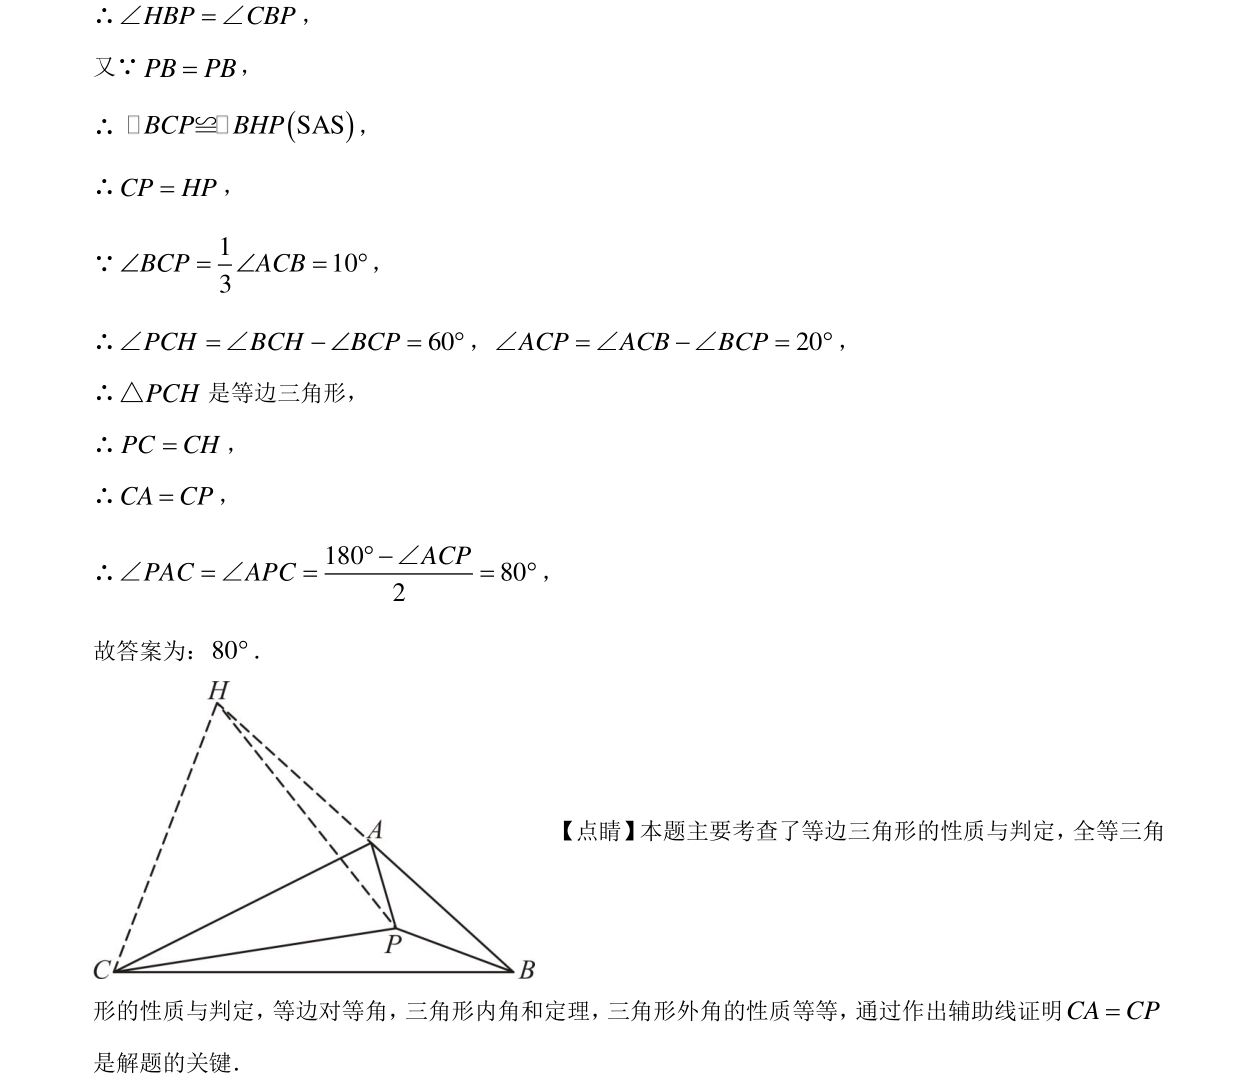 ∴∠HBP=∠CBP，
又∵PB=PB，
∴ □BCP≌□BHP(SAS)，
∴CP=HP，
∵∠BCP=1/3∠ACB=10°，
∴∠PCH=∠BCH−∠BCP=60°，∠ACP=∠ACB−∠BCP=20°，
∴△PCH 是等边三角形，
∴PC=CH，
∴CA=CP，
∴∠PAC=∠APC=(180°−∠ACP)/2=80°，
故答案为：80°．
H
A
【点睛】本题主要考查了等边三角形的性质与判定，全等三角
P
C
B
形的性质与判定，等边对等角，三角形内角和定理，三角形外角的性质等等，通过作出辅助线证明CA=CP
是解题的关键．